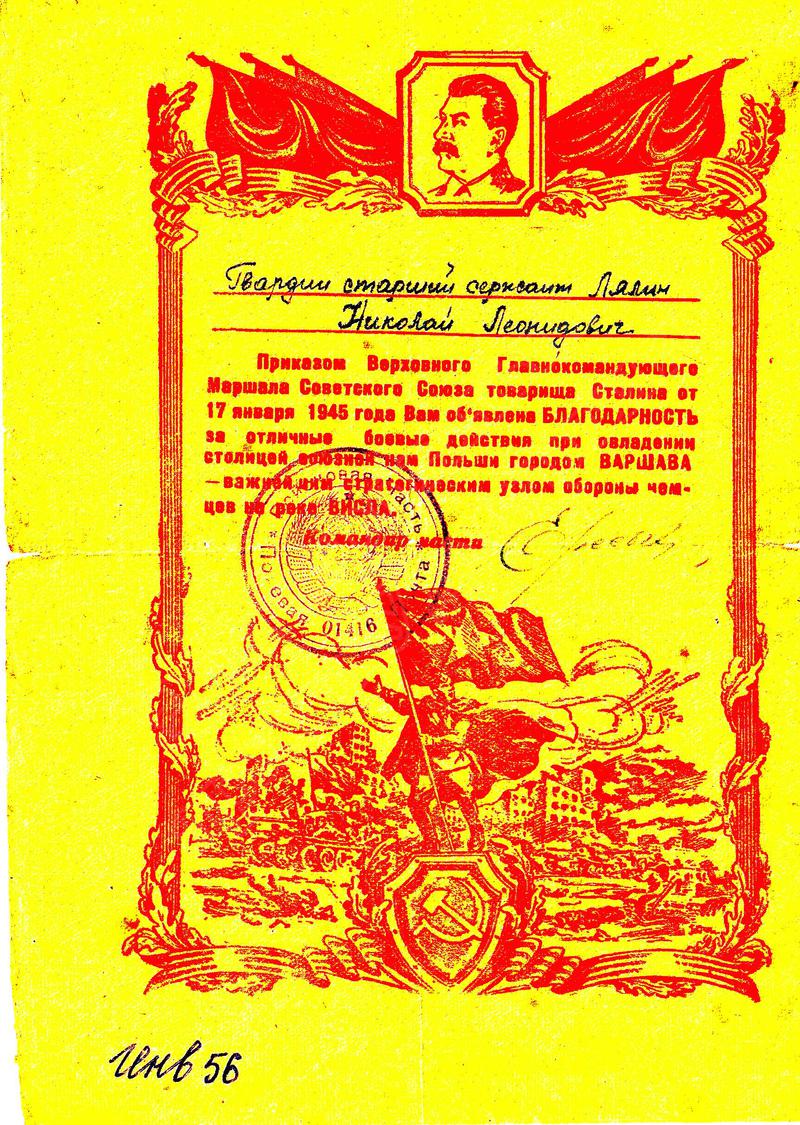 Гвардии старший сержант Лялин
Николай Леонидович
Приказом Верховного Главнокомандующего
Маршала Советского Союза товарища Сталина от
17 января 1945 года Вам об'явлена БЛАГОДАРНОСТЬ
за отличные боевые действия при овладении
столицей союзной нам Польши городом ВАРШАВА
— важнейшим стратегическим узлом обороны нем-
цев на реке ВИСЛА.
Командир части
часть
01416
Инв 56